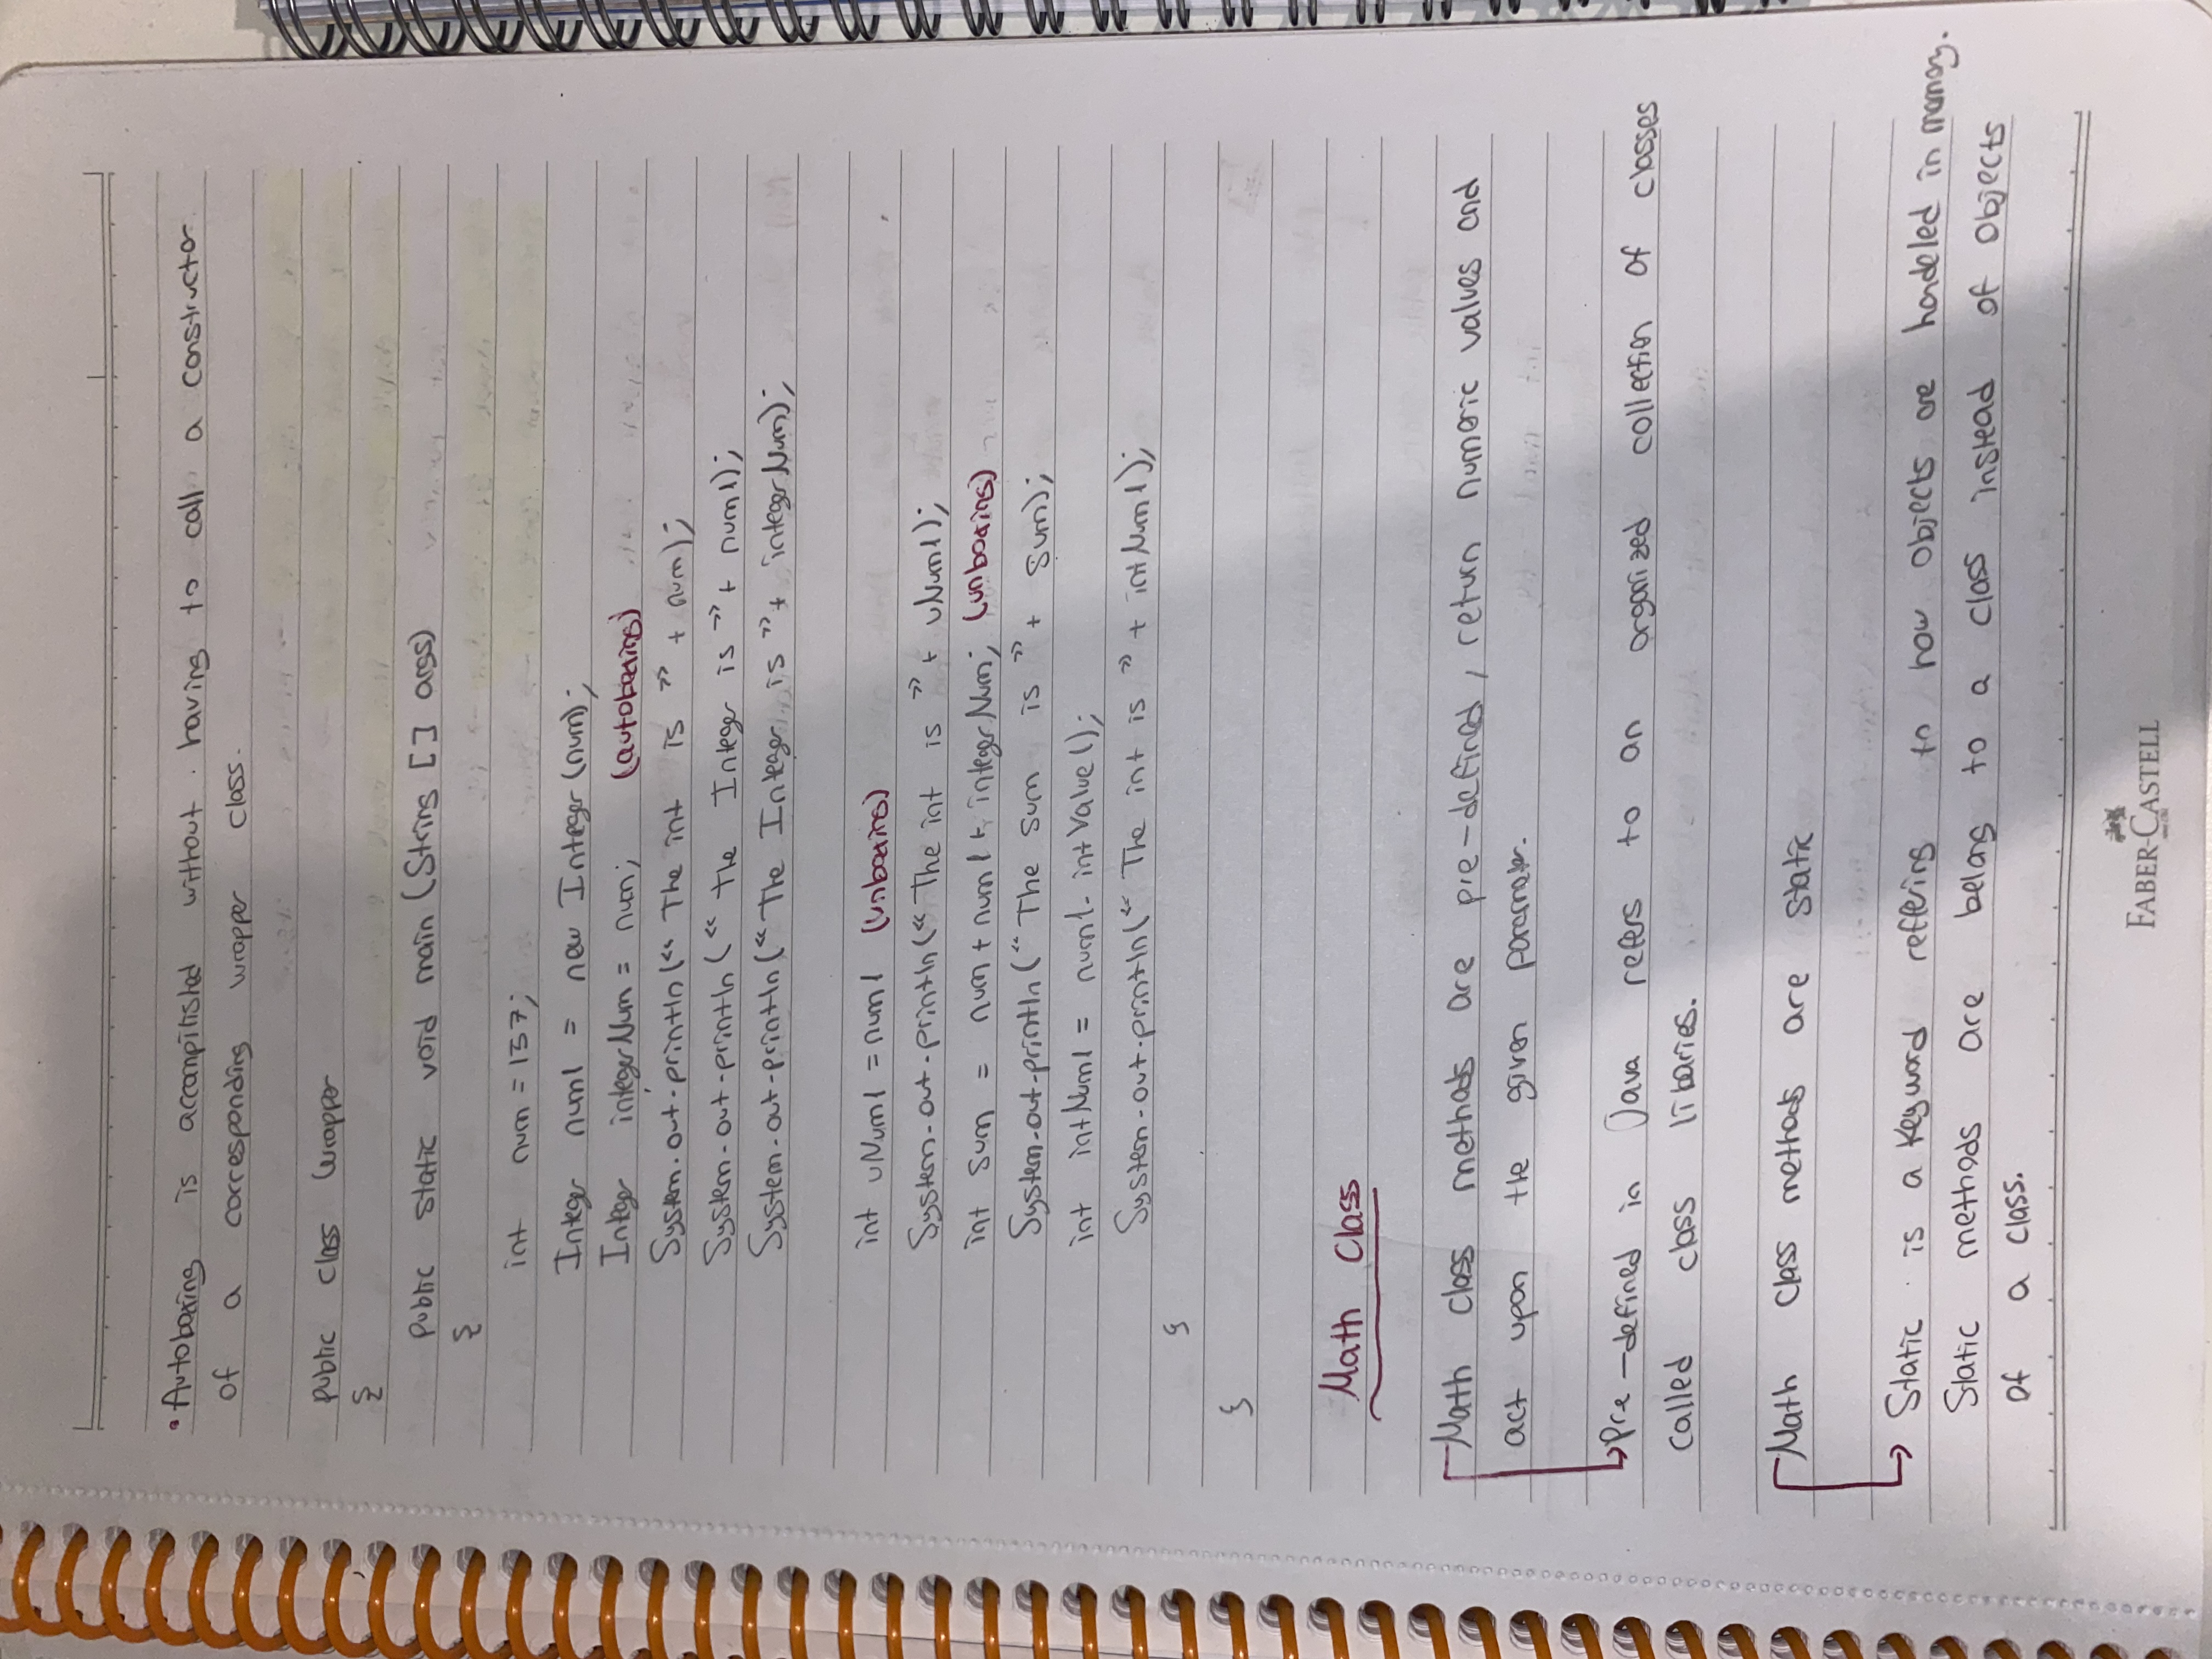 • Autoboxing is accomplitished without having to call a constructor
of a corresponding wrapper class.
public class Wrapper
{
public static void main (String [] args)
{
int num = 157;
Integer num1 = new Integer (num);
Integer integerNum = num; (autoboxing)
System.out.println (“ The int is ” + num);
System.out.println (“ The Integer is ” + num1);
System.out.println (“ The Integer is ” + integerNum);
int uNum1 = num1 (unboxing)
System.out.println (“ The int is ” + uNum1);
int sum = num + num1 + integerNum; (unboxing)
System.out.println (“ The sum is ” + sum);
int intNum1 = num1. intValue();
System.out.println (“ The int is ” + intNum1);
}
}
Math Class
Math class methods are pre-defined, return numeric values and
act upon the given parameter.
Pre-defined in Java refers to an organized collection of classes
called class libaries.
Math class methods are static
Static is a keyword reffering to how objects are handeled in memory.
Static methods are belong to a class instead of objects
of a class.
FABER-CASTELL